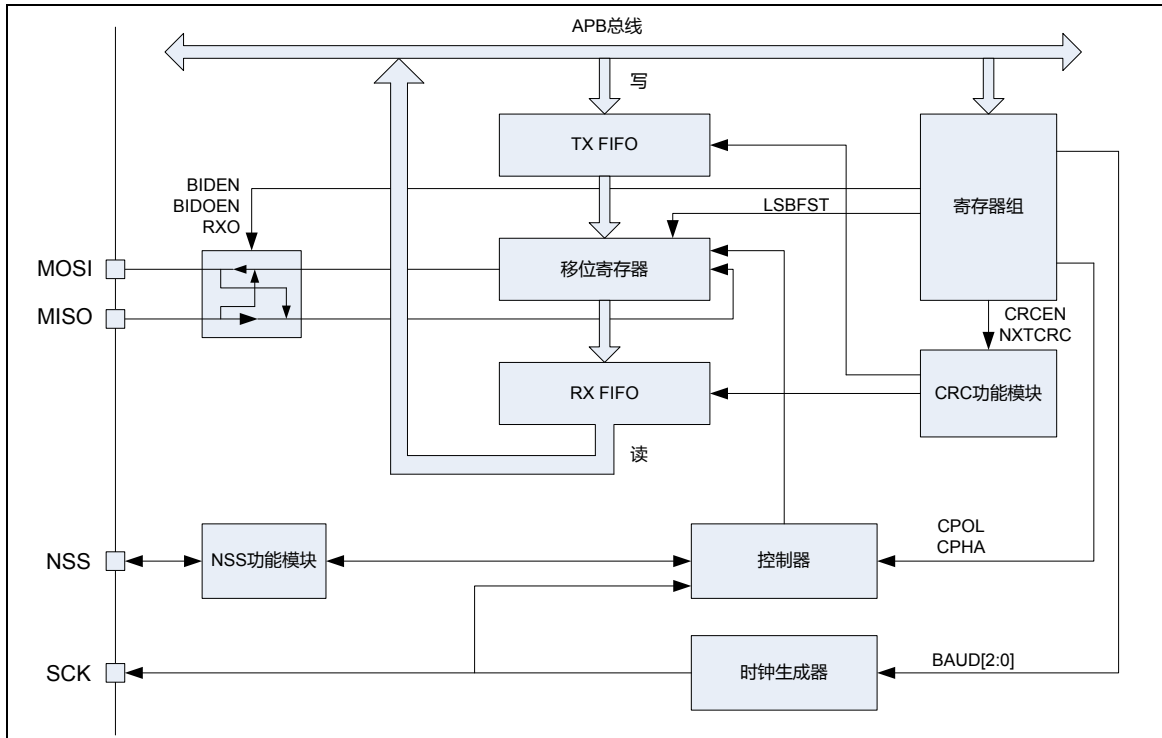 APB总线
写
TX FIFO
BIDEN
BIDOEN
RXO
LSBFST
寄存器组
MOSI
移位寄存器
MISO
CRCEN
NXTCRC
RX FIFO
CRC功能模块
读
CPOL
CPHA
NSS
NSS功能模块
控制器
SCK
时钟生成器
BAUD[2:0]